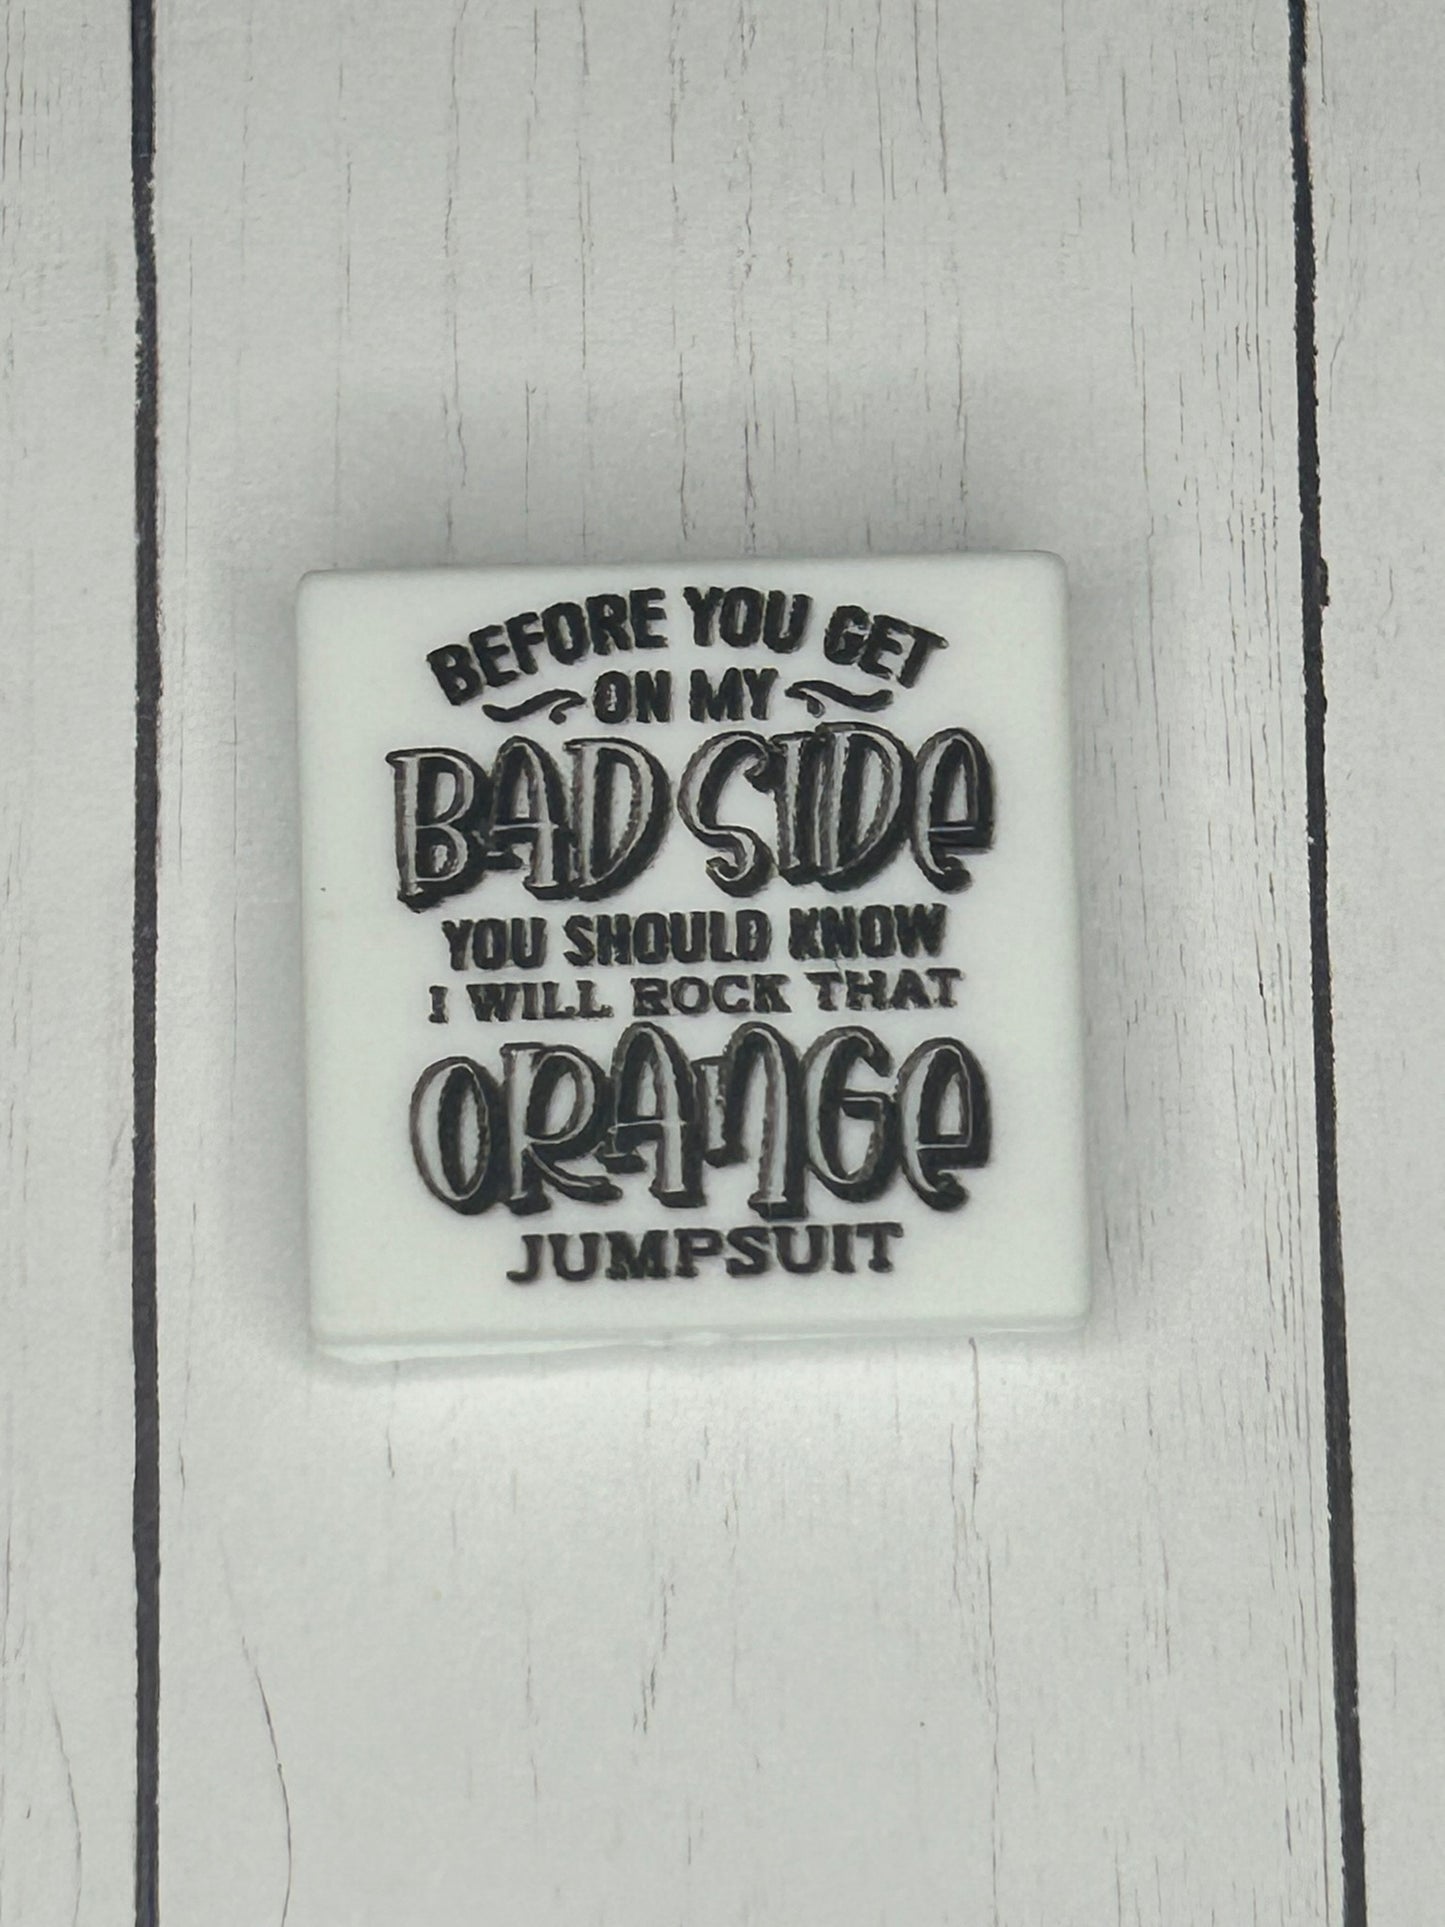 BEFORE YOU GET
ON MY
BAD SIDE
YOU SHOULD KNOW
I WILL ROCK THAT
ORANGE
JUMPSUIT